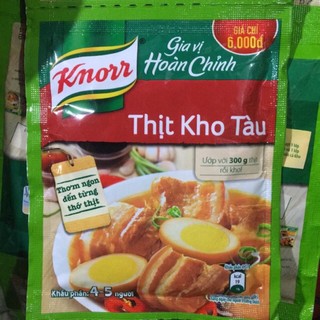 GIÁ CHỈ
6,000đ
Knorr
Gia vị
Hoàn Chỉnh
Thịt Kho Tàu
Ướp với 300 g thịt
rồi kho!
Thơm ngon
đến từng
thớ thịt
Khẩu phần: 4-5 người